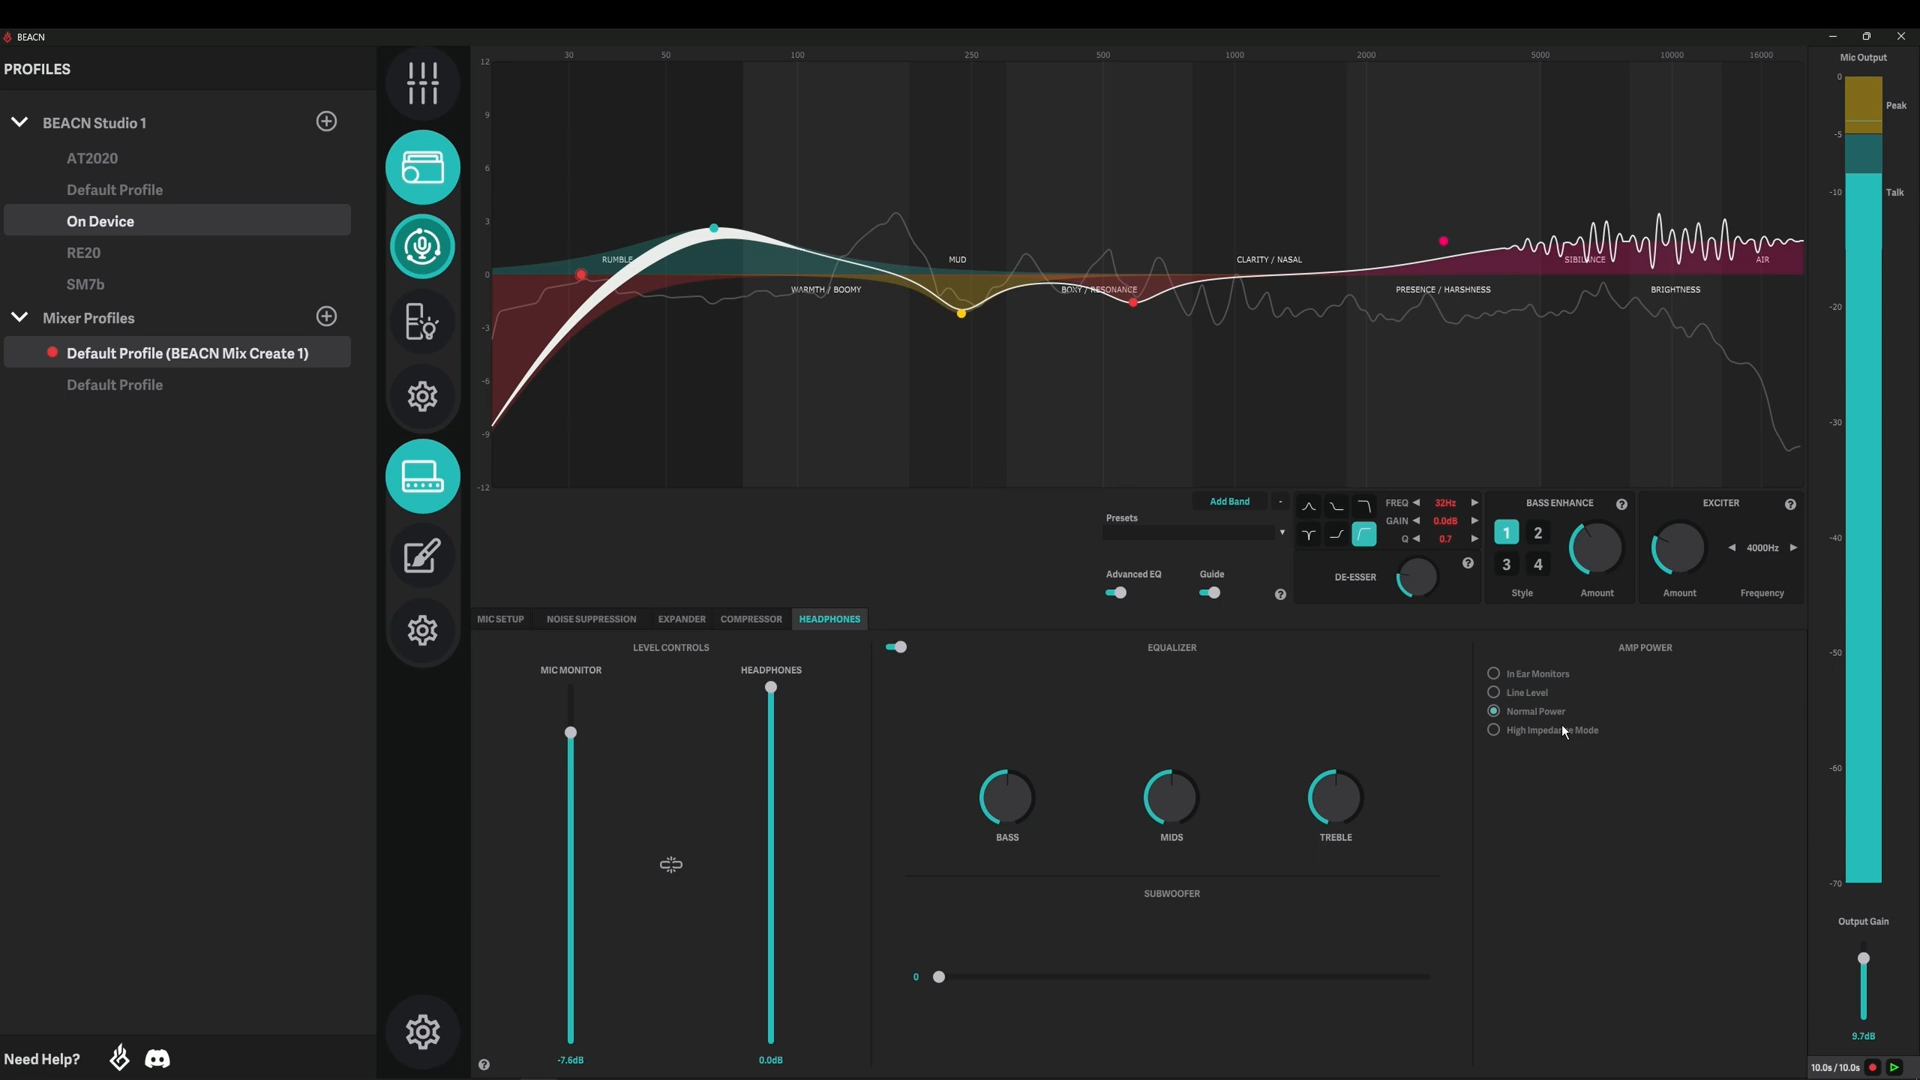 BEACN
PROFILES
BEACN Studio 1
AT2020
Default Profile
On Device
RE20
SM7b
Mixer Profiles
Default Profile (BEACN Mix Create 1)
Default Profile
Need Help?
30 50 100 250 500 1000 2000 5000 10000 16000
12
9
6
3
0
-3
-6
-9
-12
RUMBLE MUD CLARITY / NASAL SIBILANCE AIR
WARMTH / BOOMY BOXY / RESONANCE PRESENCE / HARSHNESS BRIGHTNESS
Add Band -
Presets
Advanced EQ Guide ?
FREQ 32Hz
GAIN 0.0dB
Q 0.7
DE-ESSER ?
BASS ENHANCE ?
1 2
3 4
Style Amount
EXCITER ?
4000Hz
Amount Frequency
MIC SETUP NOISE SUPPRESSION EXPANDER COMPRESSOR HEADPHONES
LEVEL CONTROLS
MIC MONITOR HEADPHONES
-7.6dB 0.0dB
?
EQUALIZER
BASS MIDS TREBLE
SUBWOOFER
0
AMP POWER
In Ear Monitors
Line Level
Normal Power
High Impedance Mode
Mic Output
0
Peak
-5
-10 Talk
-20
-30
-40
-50
-60
-70
Output Gain
9.7dB
10.0s / 10.0s